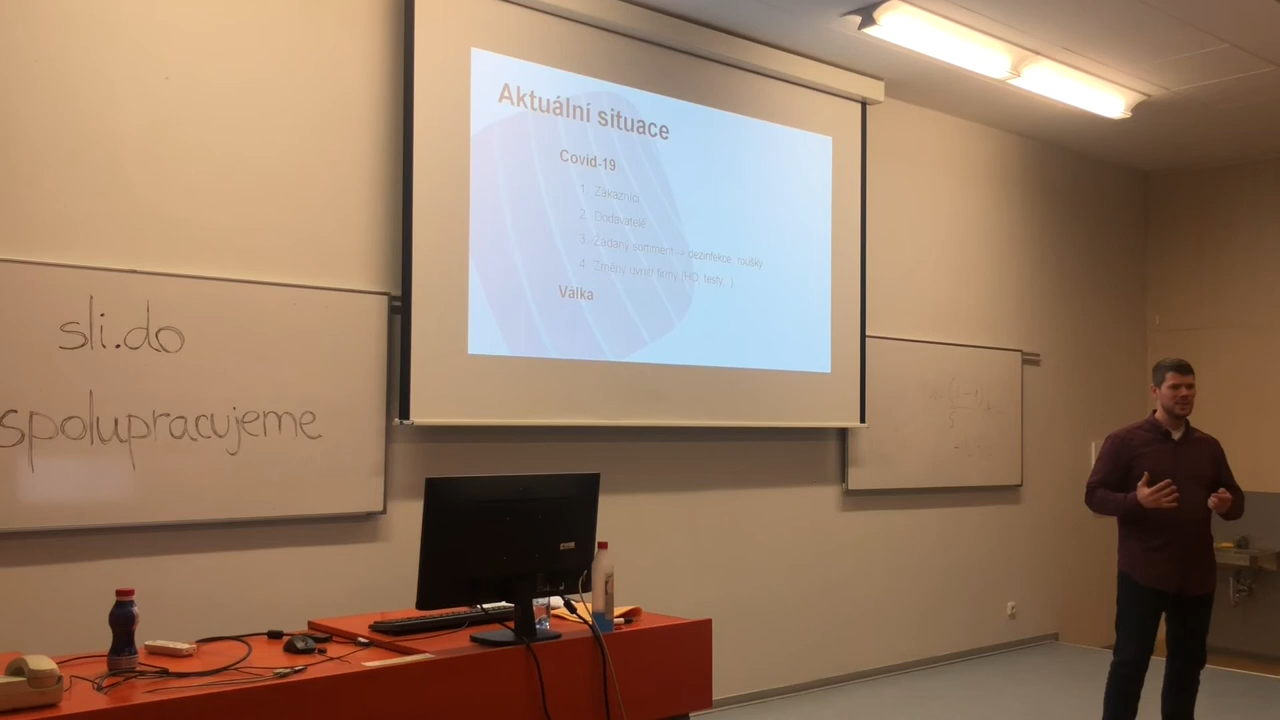 sli.do
spolupracujeme
Aktuální situace
Covid-19
1. Zákazníci
2. Dodavatelé
3. Žádaný sortiment -> dezinfekce, roušky
4. Změny uvnitř firmy (HO, testy..)
Válka